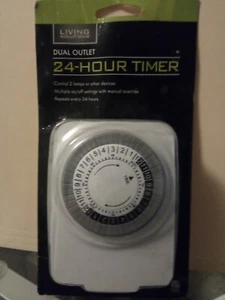 LIVING
DUAL OUTLET
24-HOUR TIMER
Control 2 lamps or other devices
Multiple on/off settings with manual override
Repeats every 24 hours